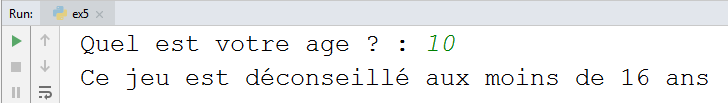 Run: ex5
Quel est votre age ? : 10
Ce jeu est déconseillé aux moins de 16 ans